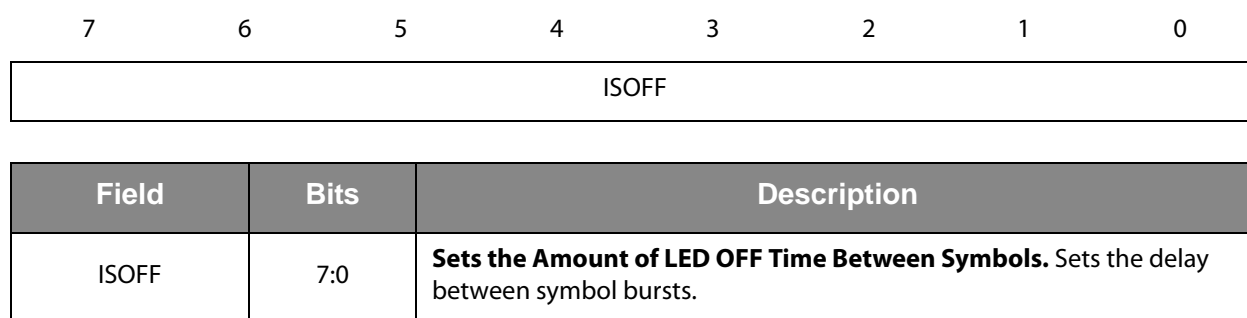 7 6 5 4 3 2 1 0
ISOFF
Field Bits Description
ISOFF 7:0 Sets the Amount of LED OFF Time Between Symbols. Sets the delay
between symbol bursts.